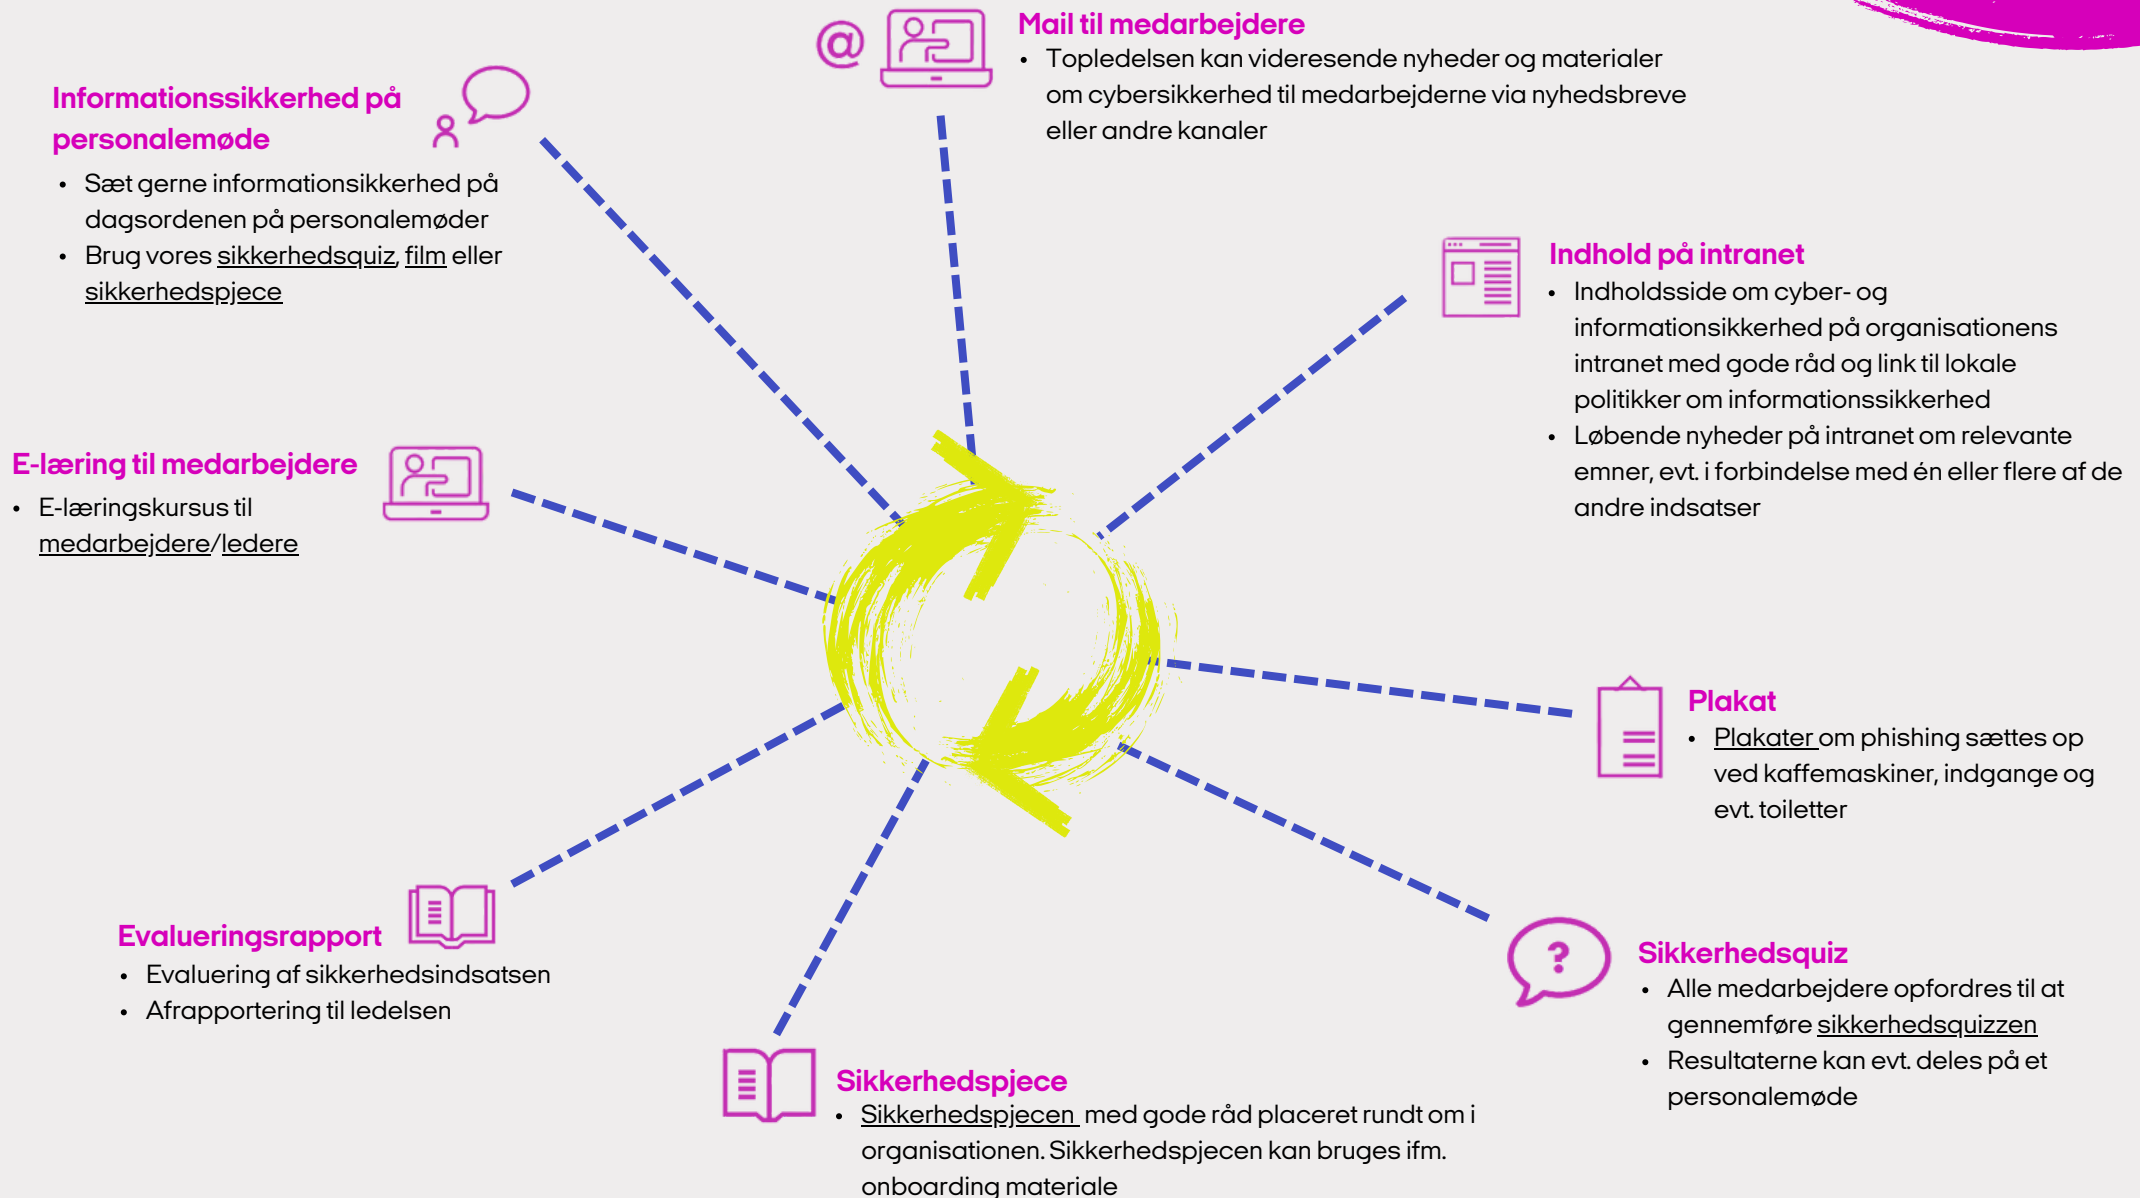 Mail til medarbejdere
• Topledelsen kan videresende nyheder og materialer
om cybersikkerhed til medarbejderne via nyhedsbreve
eller andre kanaler
@
Informationssikkerhed på
personalemøde
• Sæt gerne informationsikkerhed på
dagsordenen på personalemøder
• Brug vores sikkerhedsquiz, film eller
sikkerhedspjece
Indhold på intranet
• Indholdsside om cyber- og
informationsikkerhed på organisationens
intranet med gode råd og link til lokale
politikker om informationssikkerhed
• Løbende nyheder på intranet om relevante
emner, evt. i forbindelse med én eller flere af de
andre indsatser
E-læring til medarbejdere
• E-læringskursus til
medarbejdere/ledere
Plakat
• Plakater om phishing sættes op
ved kaffemaskiner, indgange og
evt. toiletter
Evalueringsrapport
• Evaluering af sikkerhedsindsatsen
• Afrapportering til ledelsen
?
Sikkerhedsquiz
• Alle medarbejdere opfordres til at
gennemføre sikkerhedsquizzen
• Resultaterne kan evt. deles på et
personalemøde
Sikkerhedspjece
• Sikkerhedspjecen med gode råd placeret rundt om i
organisationen. Sikkerhedspjecen kan bruges ifm.
onboarding materiale